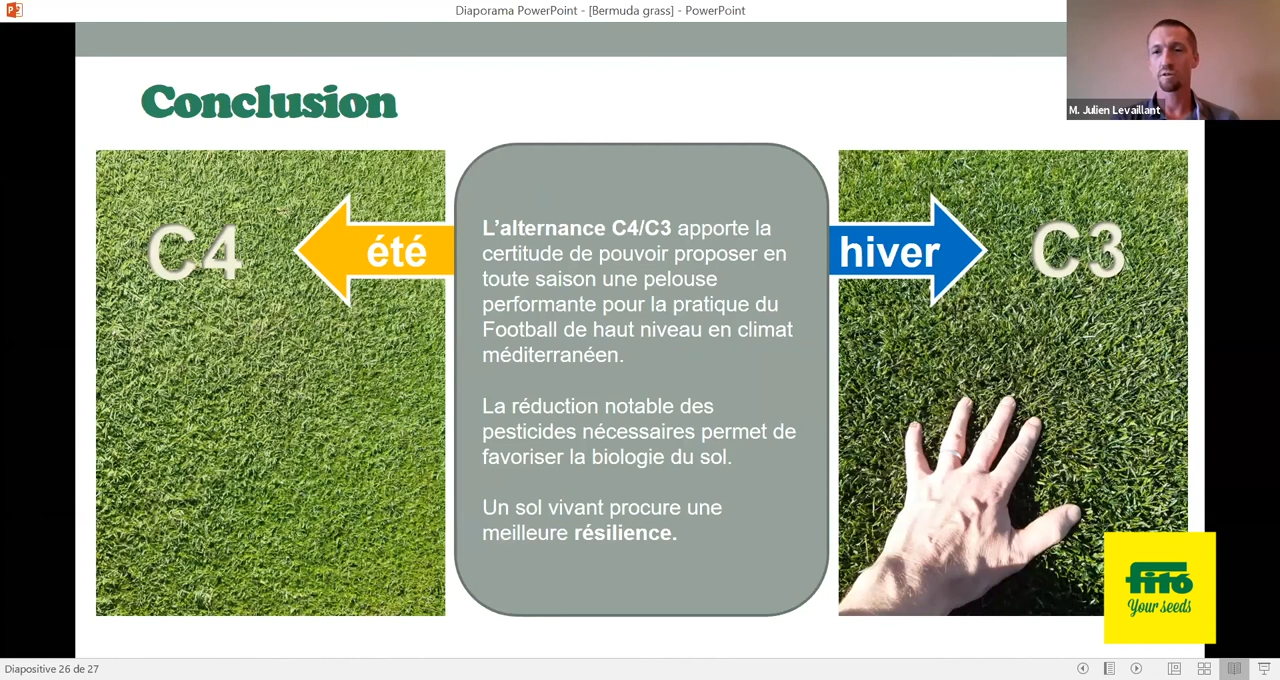 Diaporama PowerPoint - [Bermuda grass] - PowerPoint
M. Julien Levaillant
Conclusion
C4
été
L'alternance C4/C3 apporte la
certitude de pouvoir proposer en
toute saison une pelouse
performante pour la pratique du
Football de haut niveau en climat
méditerranéen.
La réduction notable des
pesticides nécessaires permet de
favoriser la biologie du sol.
Un sol vivant procure une
meilleure résilience.
hiver
C3
fitó
Your seeds
Diapositive 26 de 27